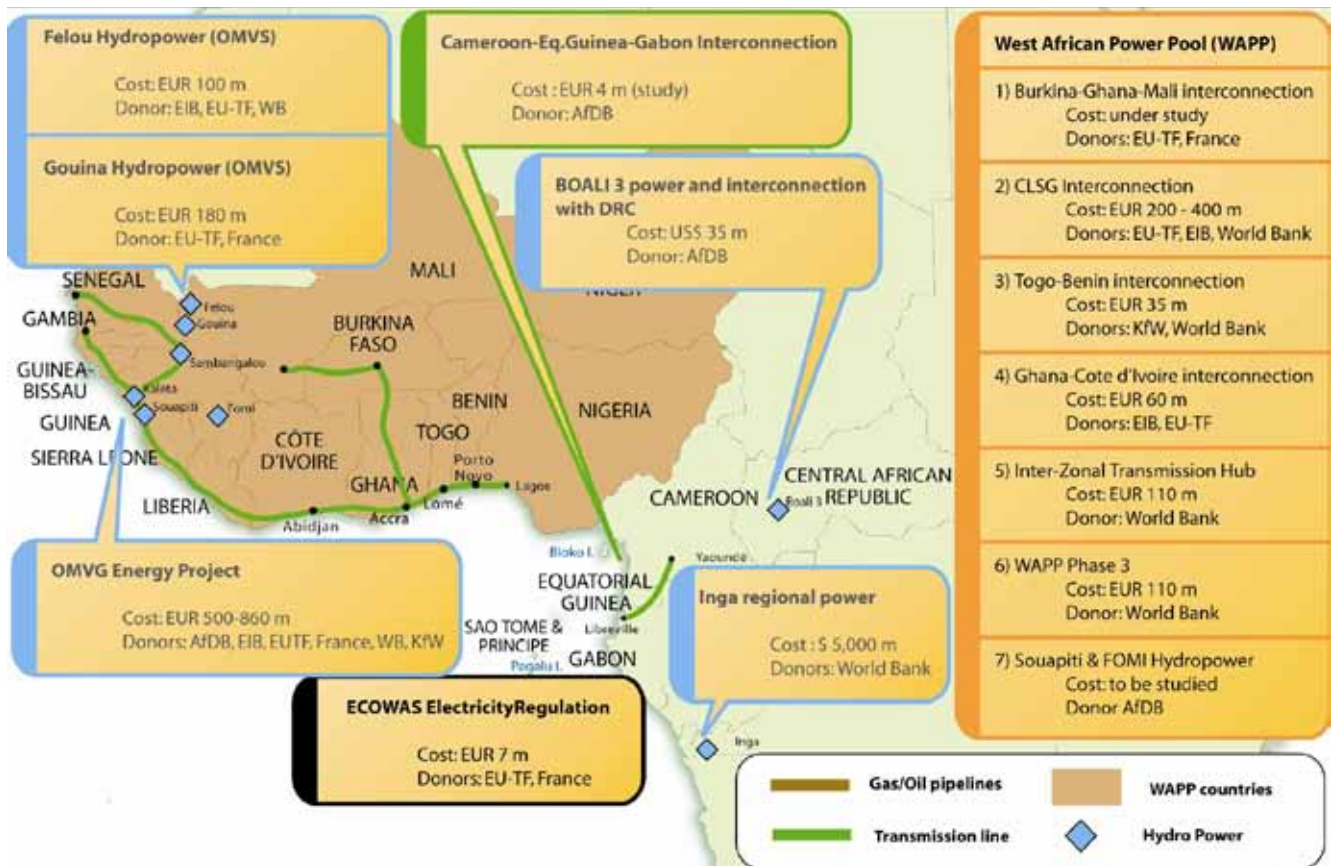 Felou Hydropower (OMVS)
Cost: EUR 100 m
Donor: EIB, EU-TF, WB
Gouina Hydropower (OMVS)
Cost: EUR 180 m
Donor: EU-TF, France
Cameroon-Eq.Guinea-Gabon Interconnection
Cost : EUR 4 m (study)
Donor: AfDB
BOALI 3 power and interconnection
with DRC
Cost: US$ 35 m
Donor: AfDB
West African Power Pool (WAPP)
1) Burkina-Ghana-Mali interconnection
Cost: under study
Donors: EU-TF, France
2) CLSG Interconnection
Cost: EUR 200 - 400 m
Donors: EU-TF, EIB, World Bank
3) Togo-Benin interconnection
Cost: EUR 35 m
Donors: KfW, World Bank
4) Ghana-Cote d'Ivoire interconnection
Cost: EUR 60 m
Donors: EIB, EU-TF
5) Inter-Zonal Transmission Hub
Cost: EUR 110 m
Donor: World Bank
6) WAPP Phase 3
Cost: EUR 110 m
Donor: World Bank
7) Souapiti & FOMI Hydropower
Cost: to be studied
Donor AfDB
MALI
NIGER
SENEGAL
Felou
GAMBIA
Gouina
BURKINA
FASO
Sambangalou
GUINEA-
BISSAU
Kaleta
Souapiti
Fomi
GUINEA
BENIN
NIGERIA
SIERRA LEONE
CÔTE
D'IVOIRE
TOGO
Porto
Novo
GHANA
Lagos
Lomé
LIBERIA
Abidjan
Accra
CAMEROON
CENTRAL AFRICAN
REPUBLIC
Boali 3
Bioko I.
Yaoundé
EQUATORIAL
GUINEA
Libreville
SAO TOME &
PRINCIPE
Pagalu I.
GABON
OMVG Energy Project
Cost: EUR 500-860 m
Donors: AfDB, EIB, EUTF, France, WB, KfW
Inga regional power
Cost : $ 5,000 m
Donors: World Bank
Inga
ECOWAS ElectricityRegulation
Cost: EUR 7 m
Donors: EU-TF, France
Gas/Oil pipelines
WAPP countries
Transmission line
Hydro Power